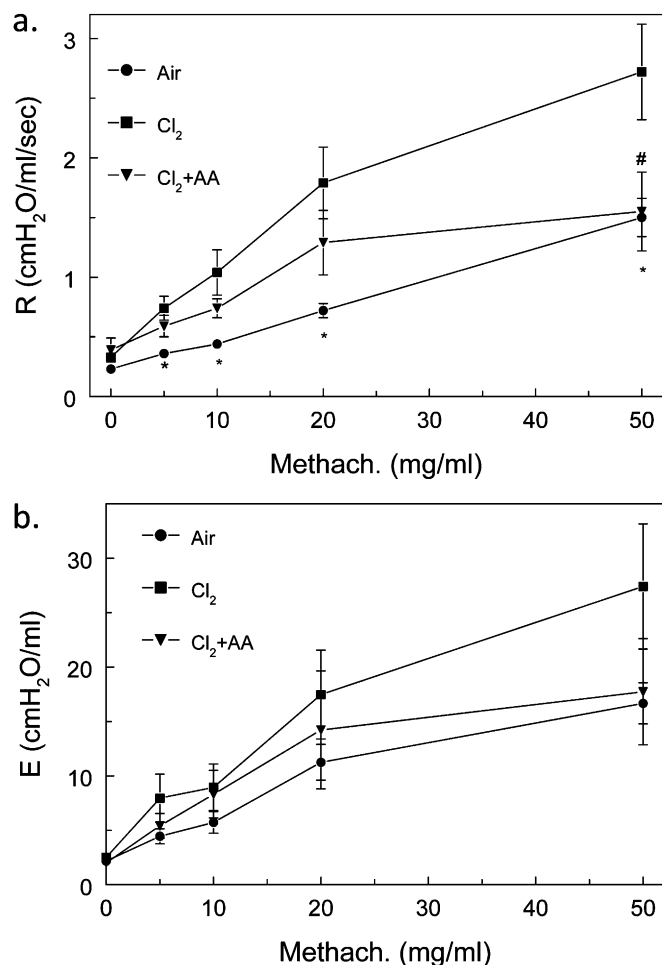 a.
3
2
1
0
R (cmH₂O/ml/sec)
Air
Cl₂
Cl₂+AA
#
*
*
*
*
0 10 20 30 40 50
Methach. (mg/ml)
b.
30
20
10
0
E (cmH₂O/ml)
Air
Cl₂
Cl₂+AA
0 10 20 30 40 50
Methach. (mg/ml)